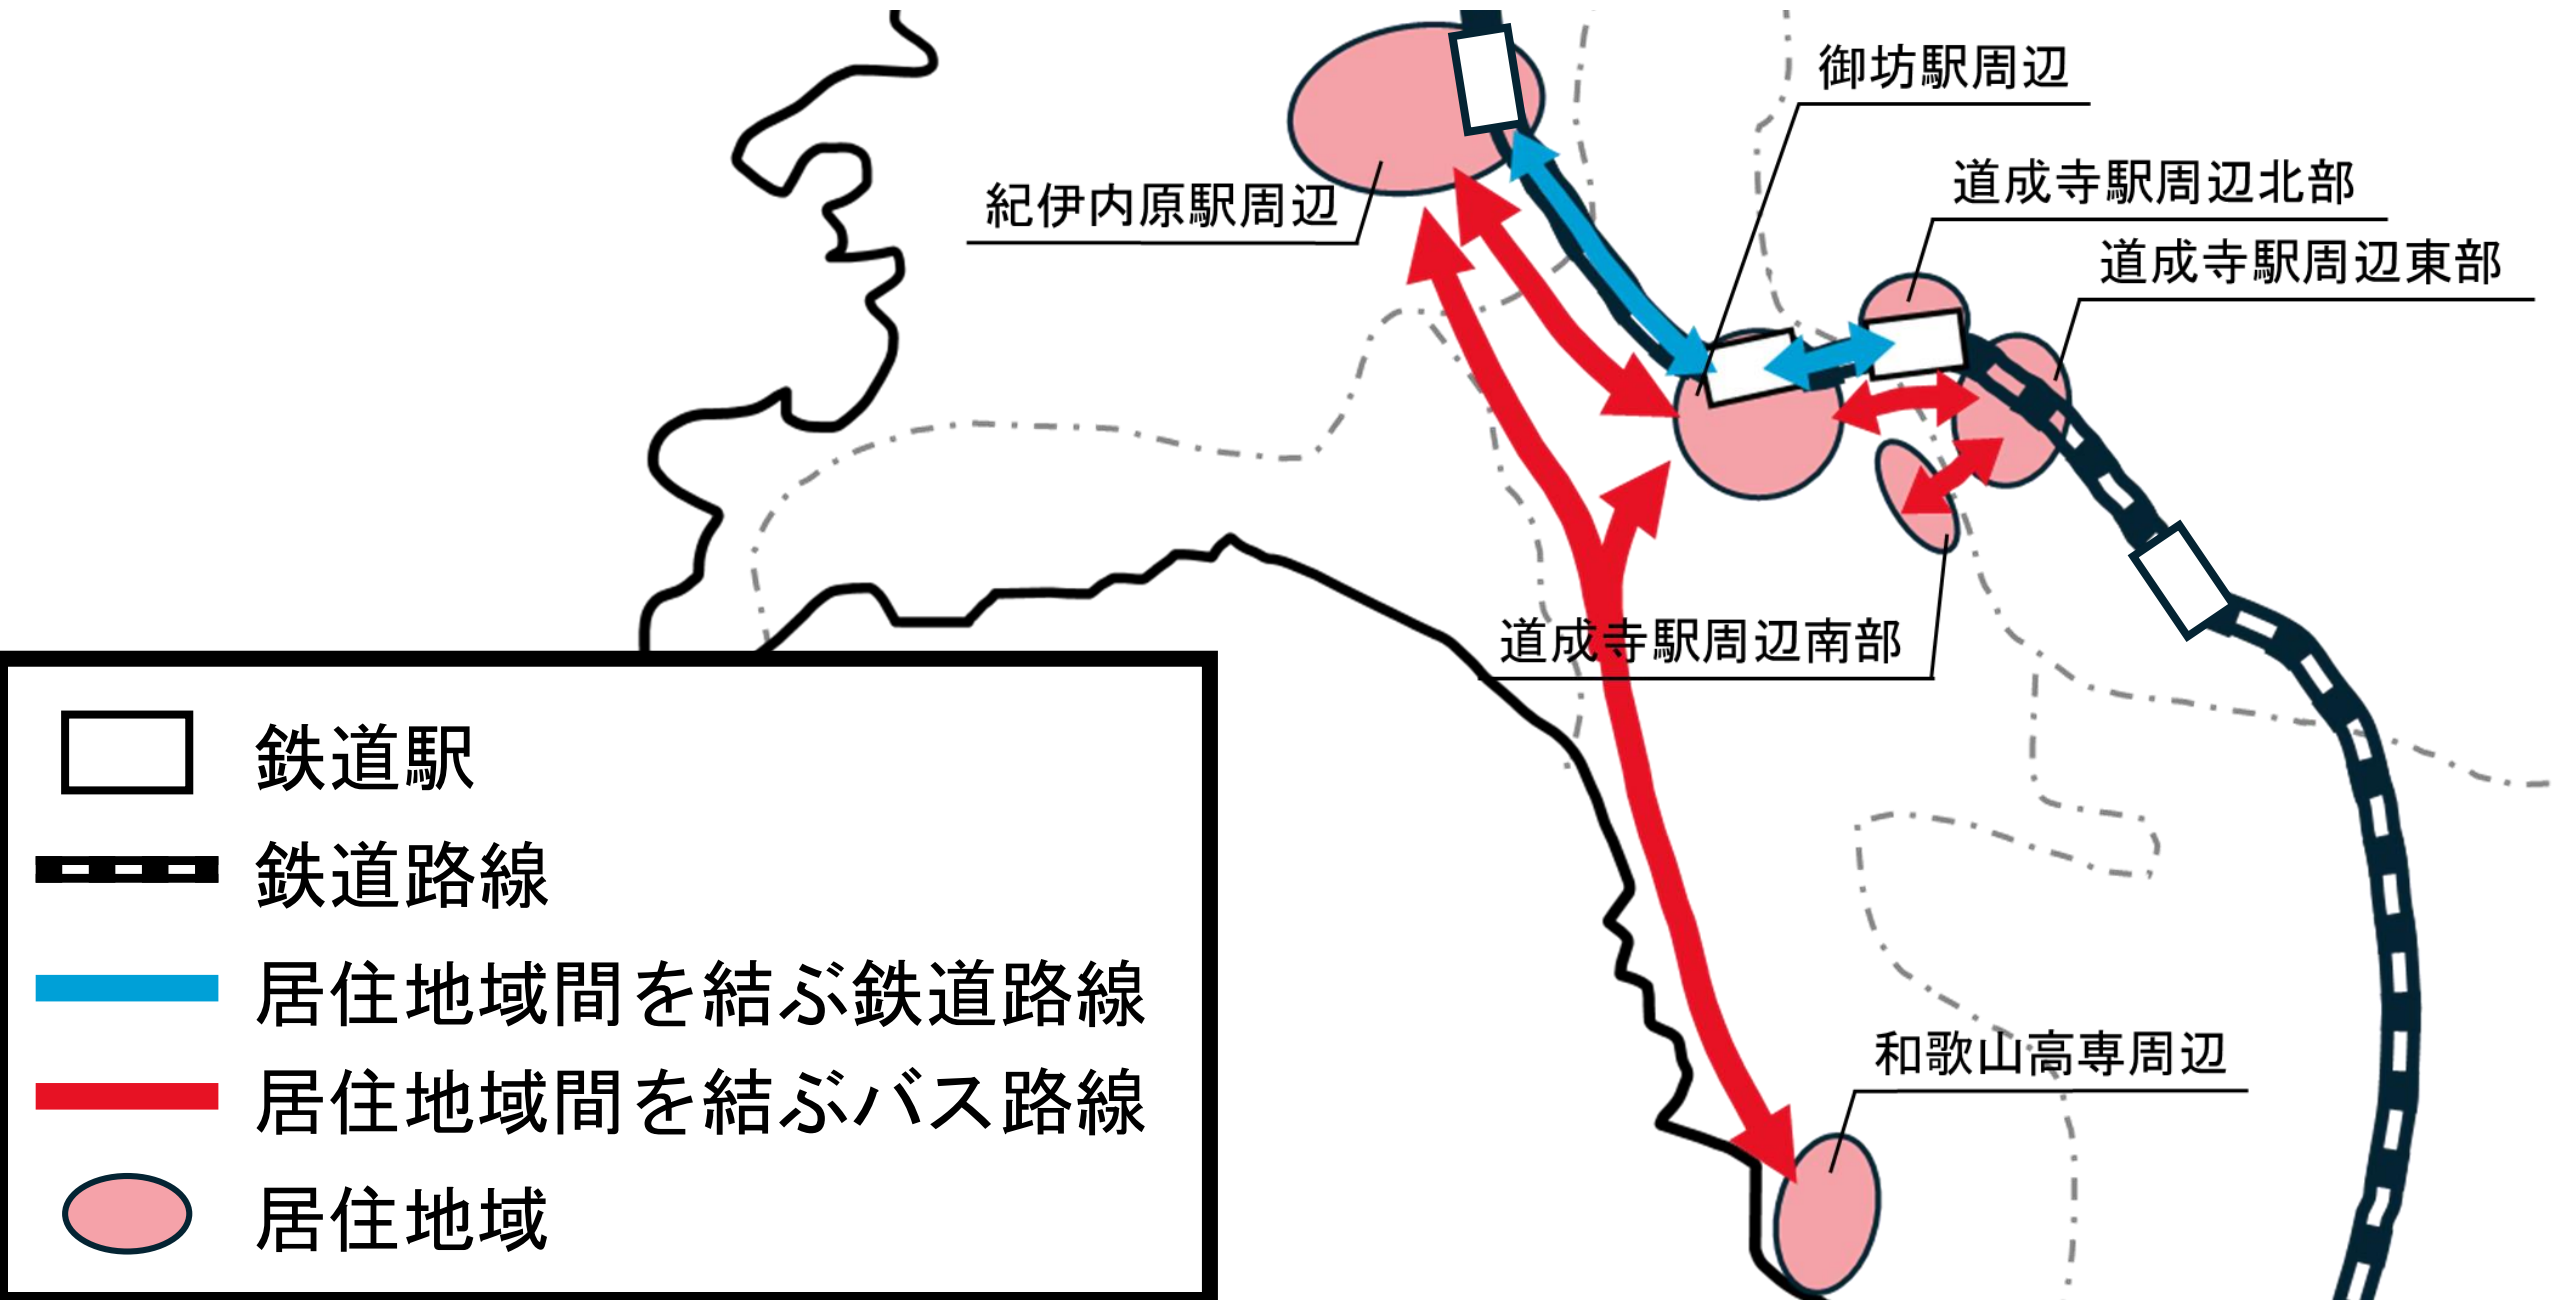 御坊駅周辺
道成寺駅周辺北部
紀伊内原駅周辺
道成寺駅周辺東部
道成寺駅周辺南部
和歌山高専周辺
鉄道駅
鉄道路線
居住地域間を結ぶ鉄道路線
居住地域間を結ぶバス路線
居住地域